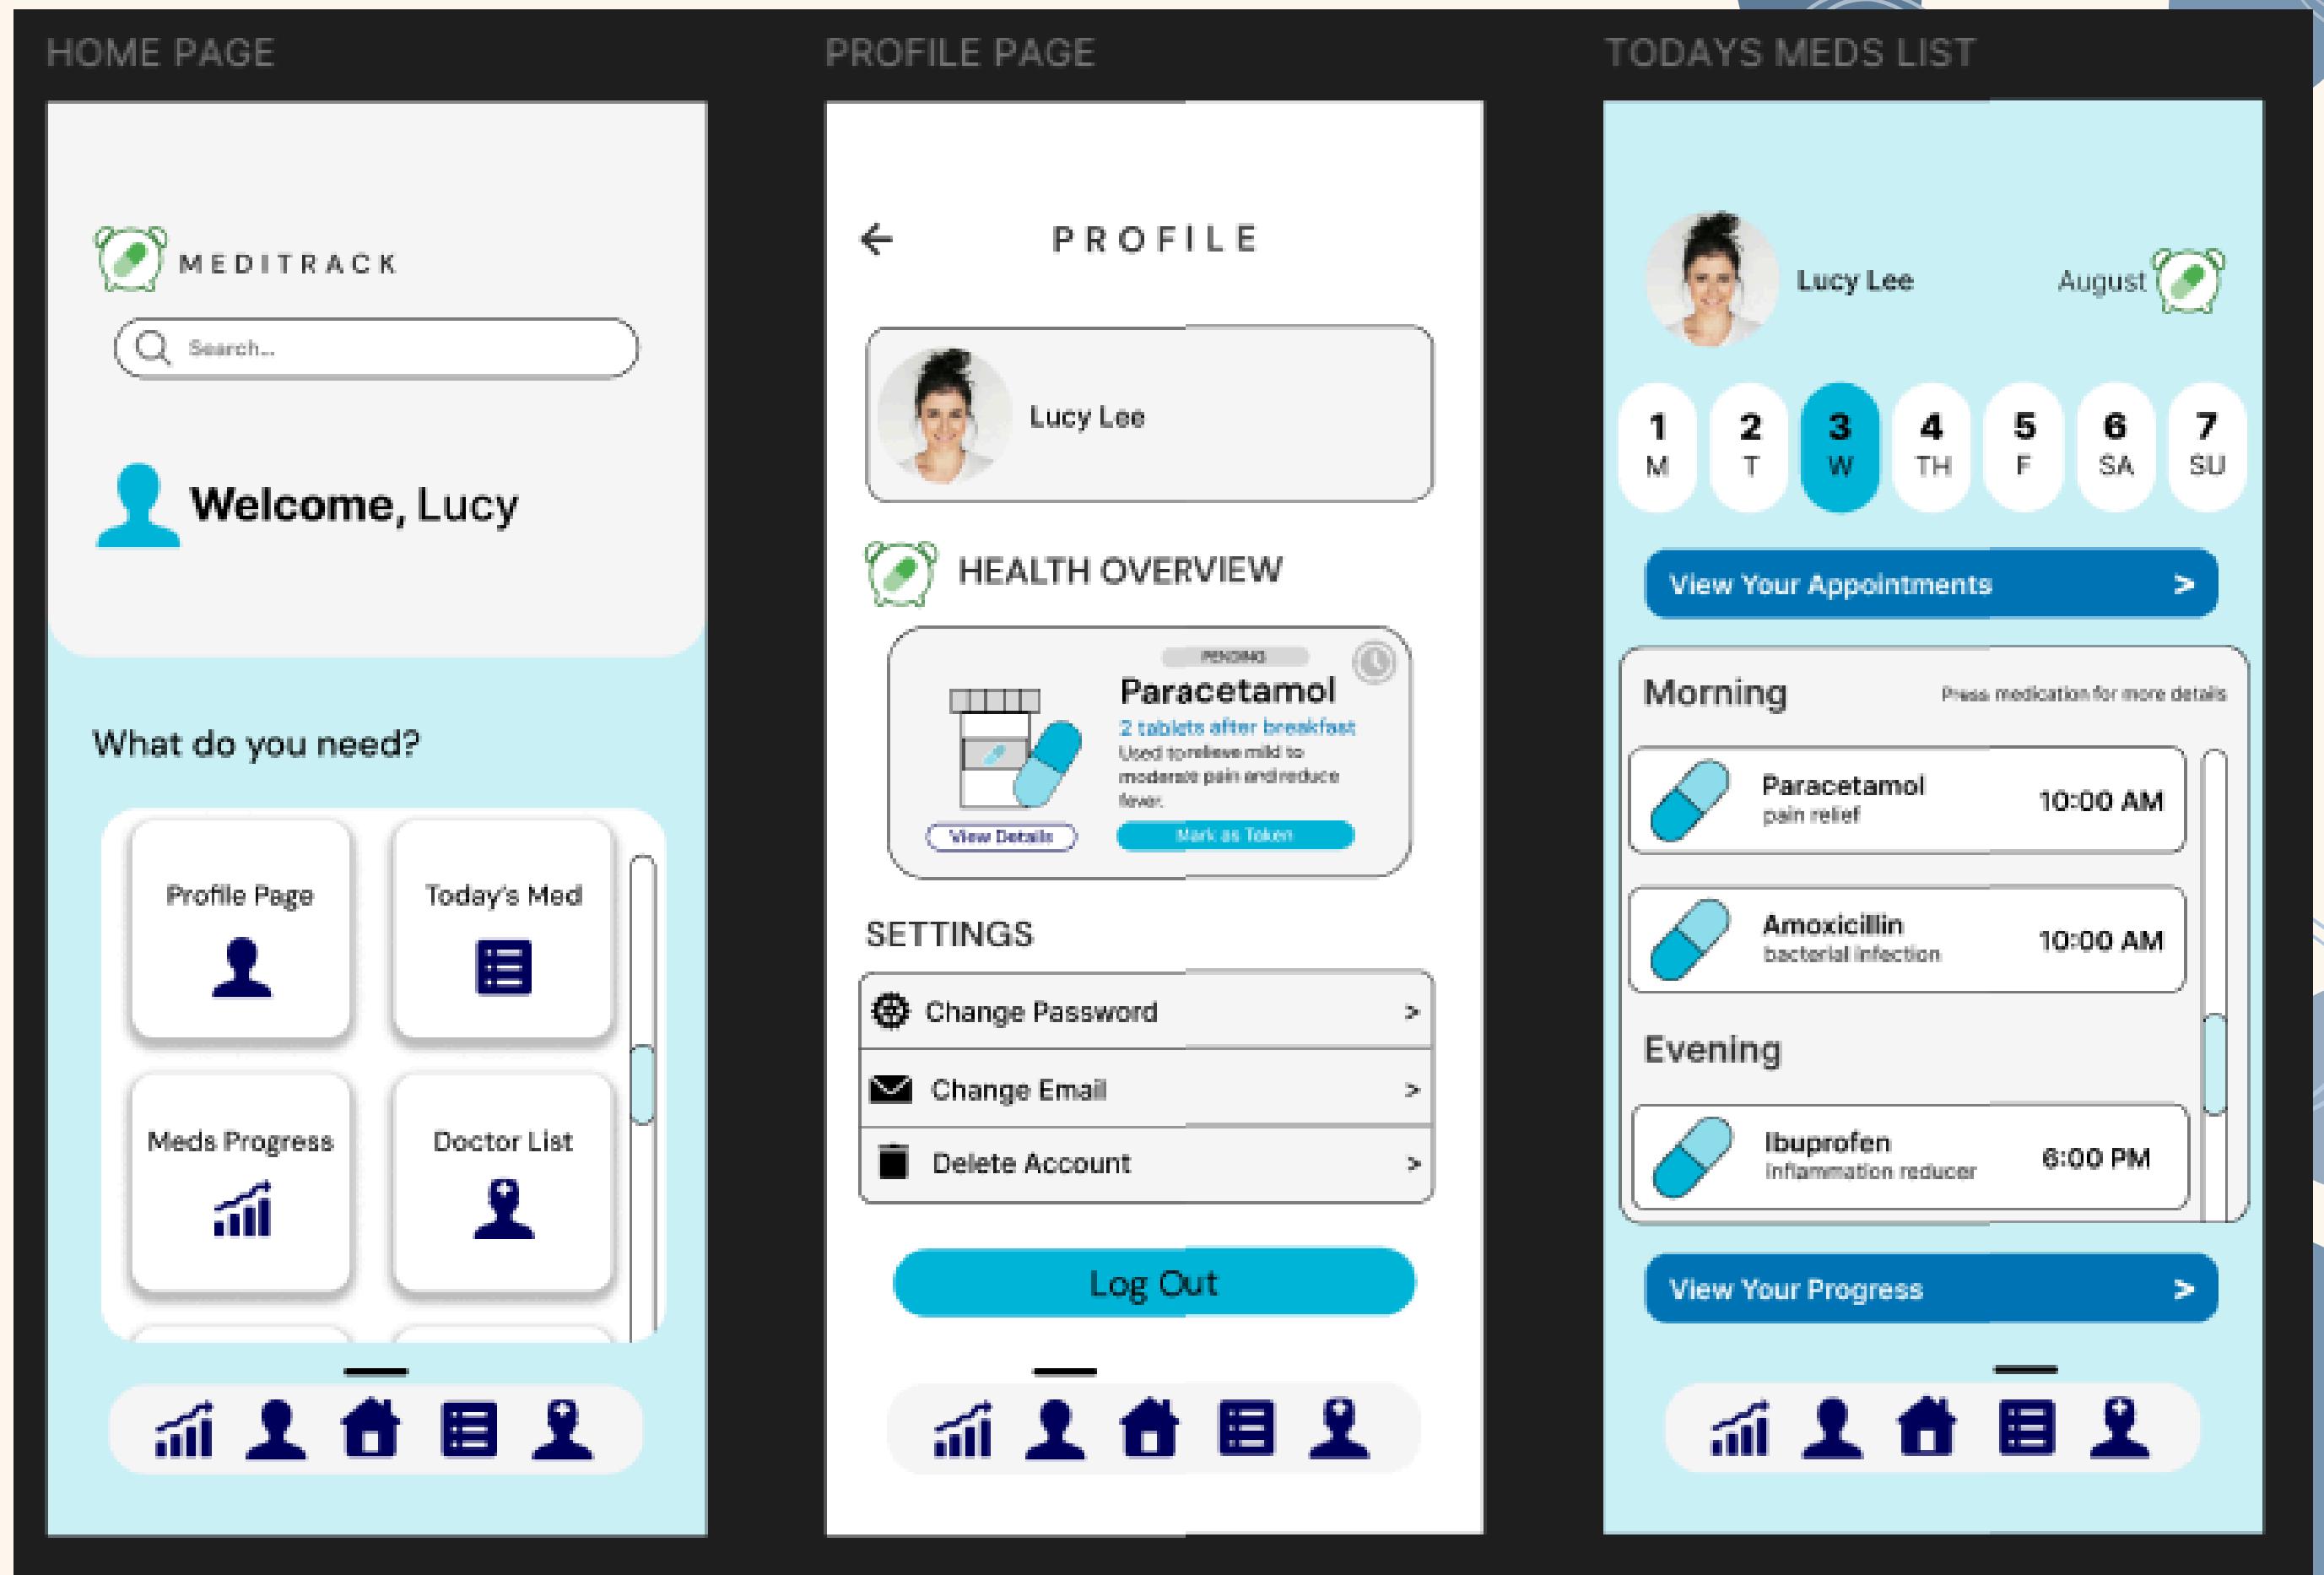 HOME PAGE
MEDITRACK
Search...
Welcome, Lucy
What do you need?
Profile Page
Today's Med
Meds Progress
Doctor List
PROFILE PAGE
PROFILE
Lucy Lee
HEALTH OVERVIEW
PENDING
Paracetamol
2 tablets after breakfast
Used to relieve mild to
moderate pain and reduce
fever.
View Details
Mark as Taken
SETTINGS
Change Password >
Change Email >
Delete Account >
Log Out
TODAYS MEDS LIST
Lucy Lee
August
1 2 3 4 5 6 7
M T W TH F SA SU
View Your Appointments >
Morning
Press medication for more details
Paracetamol
pain relief
10:00 AM
Amoxicillin
bacterial infection
10:00 AM
Evening
Ibuprofen
inflammation reducer
6:00 PM
View Your Progress >